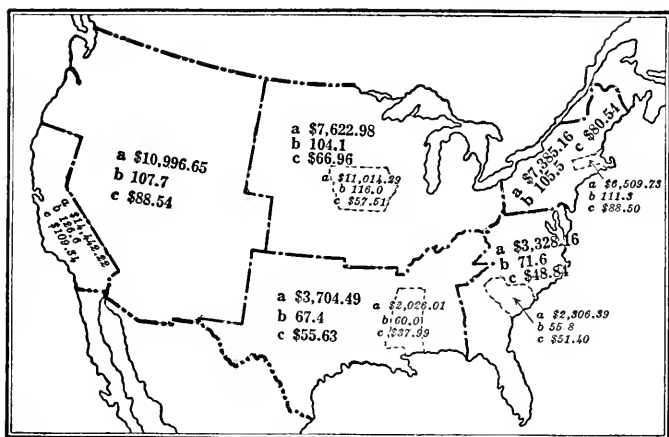 a $10,996.65
b 107.7
c $88.54
a $14,442.22
b 126.6
c $109.34
a $7,622.98
b 104.1
c $66.96
a $11,014.29
b 116.0
c $57.51
a $7,385.16
b 105.5
c $80.54
a $6,509.73
b 111.3
c $88.50
a $3,328.16
b 71.6
c $48.84
a $3,704.49
b 67.4
c $55.63
a $2,026.01
b 60.0
c $37.99
a $2,306.39
b 55.8
c $51.40